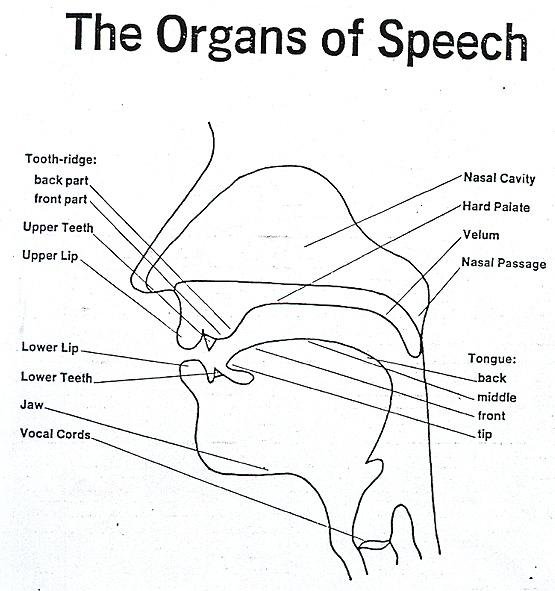 The Organs of Speech
Tooth-ridge:
back part
front part
Upper Teeth
Upper Lip
Lower Lip
Lower Teeth
Jaw
Vocal Cords
Nasal Cavity
Hard Palate
Velum
Nasal Passage
Tongue:
back
middle
front
tip